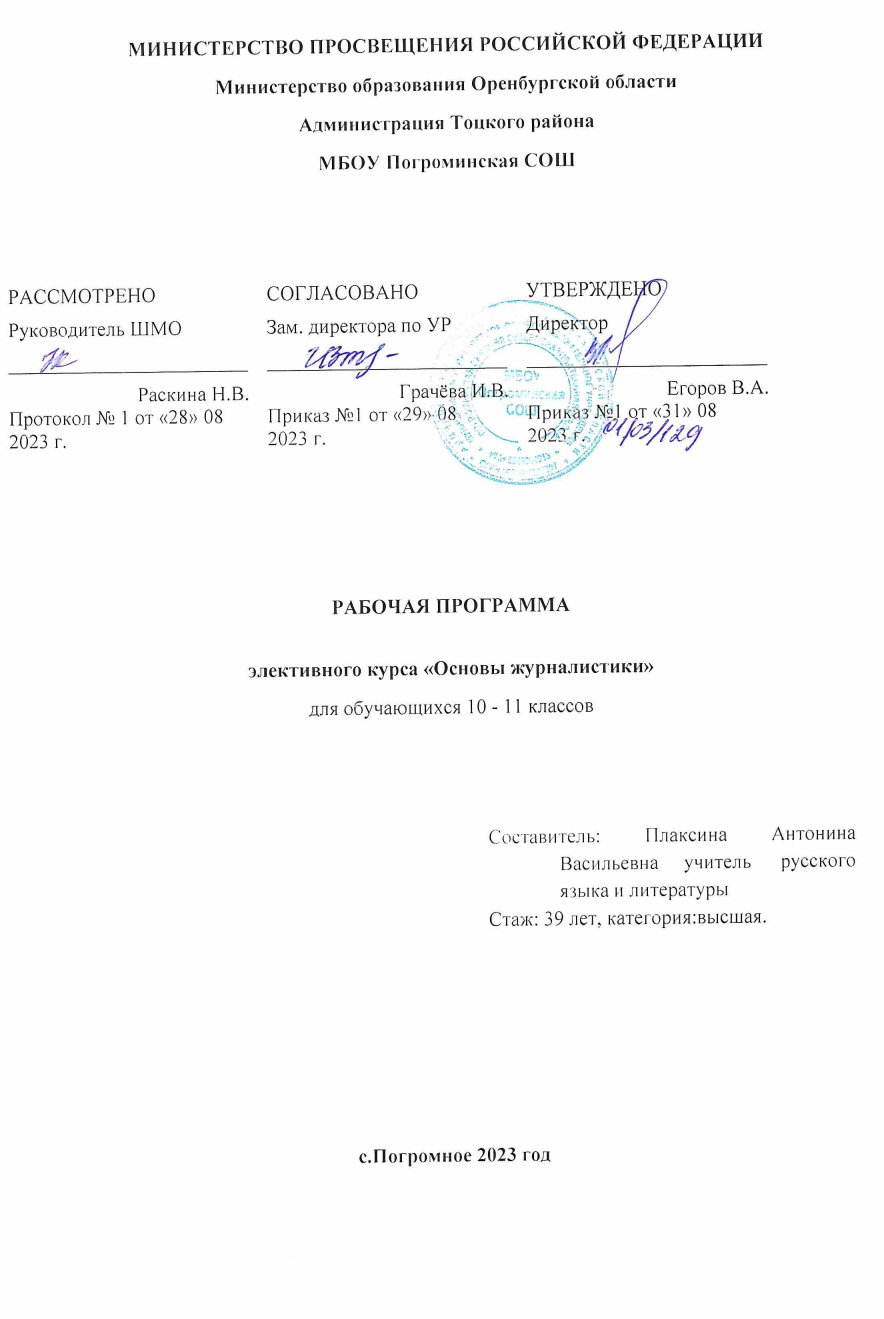 МИНИСТЕРСТВО ПРОСВЕЩЕНИЯ РОССИЙСКОЙ ФЕДЕРАЦИИ
Министерство образования Оренбургской области
Администрация Тоцкого района
МБОУ Погроминская СОШ
РАССМОТРЕНО
Руководитель ШМО
Раскина Н.В.
Протокол № 1 от «28» 08
2023 г.
СОГЛАСОВАНО
Зам. директора по УР
Грачёва И.В.
Приказ №1 от «29» 08
2023 г.
УТВЕРЖДЕНО
Директор
Егоров В.А.
Приказ №1 от «31» 08
2023 г. 01/03/129
МБОУ
СОШ
РАБОЧАЯ ПРОГРАММА
элективного курса «Основы журналистики»
для обучающихся 10 - 11 классов
Составитель: Плаксина Антонина
Васильевна учитель русского
языка и литературы
Стаж: 39 лет, категория:высшая.
с.Погромное 2023 год